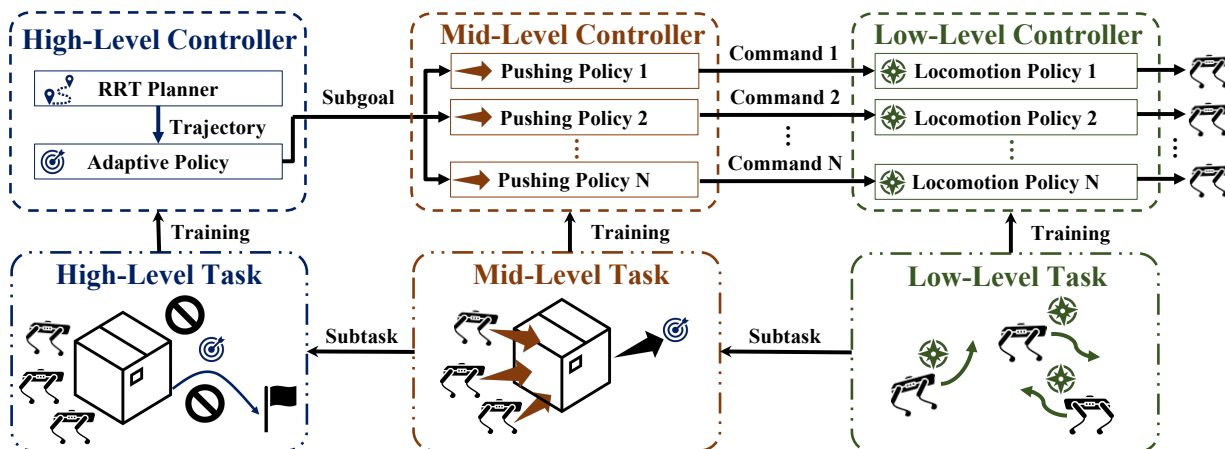 High-Level Controller
RRT Planner
Trajectory
Adaptive Policy
Subgoal
Mid-Level Controller
Pushing Policy 1
Pushing Policy 2
Pushing Policy N
Command 1
Command 2
Command N
Low-Level Controller
Locomotion Policy 1
Locomotion Policy 2
Locomotion Policy N
Training
Training
Training
High-Level Task
Subtask
Mid-Level Task
Subtask
Low-Level Task